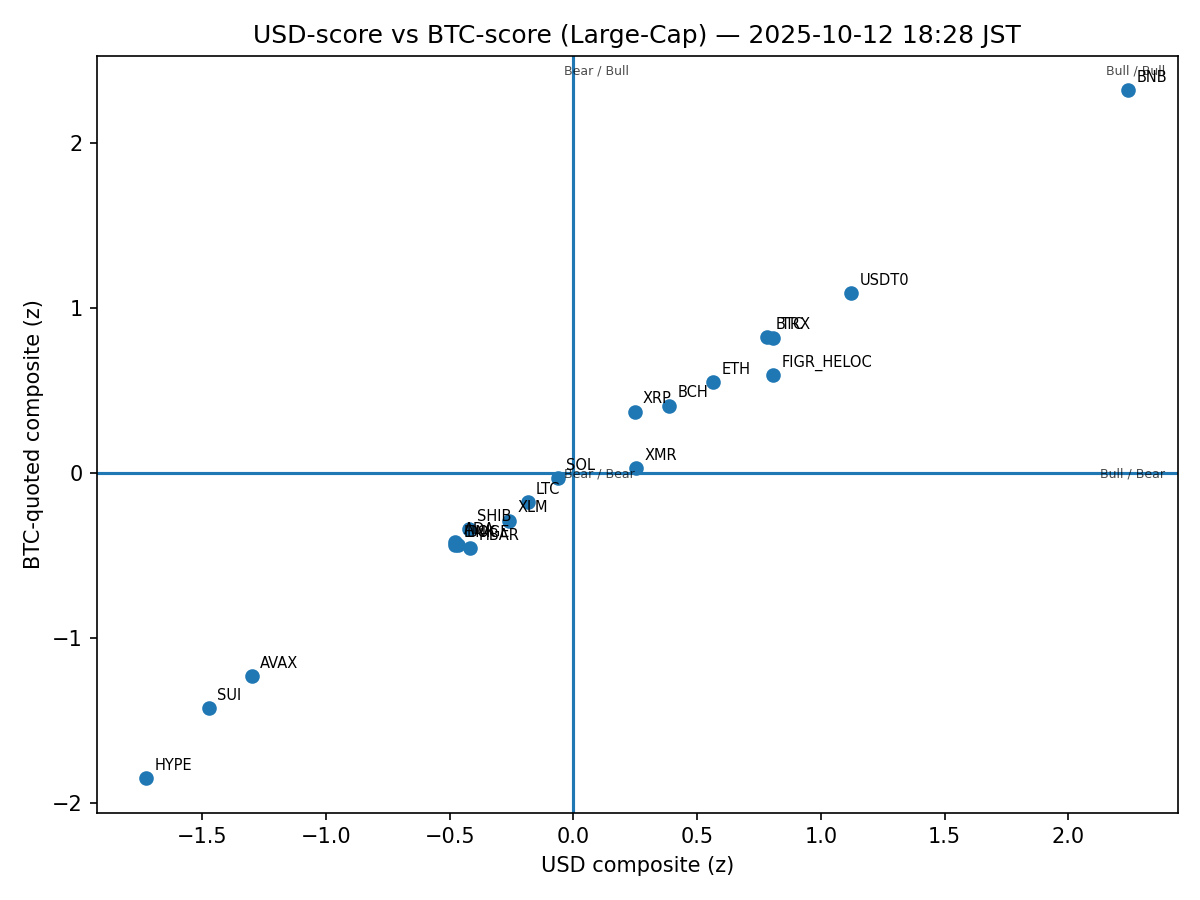 USD-score vs BTC-score (Large-Cap) — 2025-10-12 18:28 JST
Bear / Bull
Bull / Bull
BNB
2
USDT0
1
BTC
TRX
FIGR_HELOC
ETH
BCH
XRP
XMR
SOL
0
Bear / Bear
Bull / Bear
LTC
XLM
SHIB
ADA
HBAR
−1
AVAX
SUI
HYPE
−2
−1.5
−1.0
−0.5
0.0
0.5
1.0
1.5
2.0
USD composite (z)
BTC-quoted composite (z)